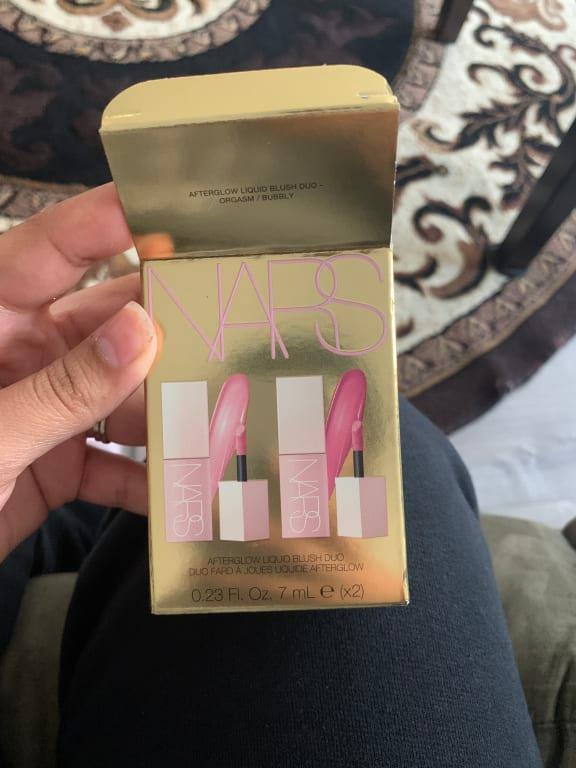 AFTERGLOW LIQUID BLUSH DUO -
ORGASM / BUBBLY
NARS
NARS
NARS
AFTERGLOW LIQUID BLUSH DUO
DUO FARD À JOUES LIQUIDE AFTERGLOW
0.23 Fl. Oz. 7 mL ℮ (x2)